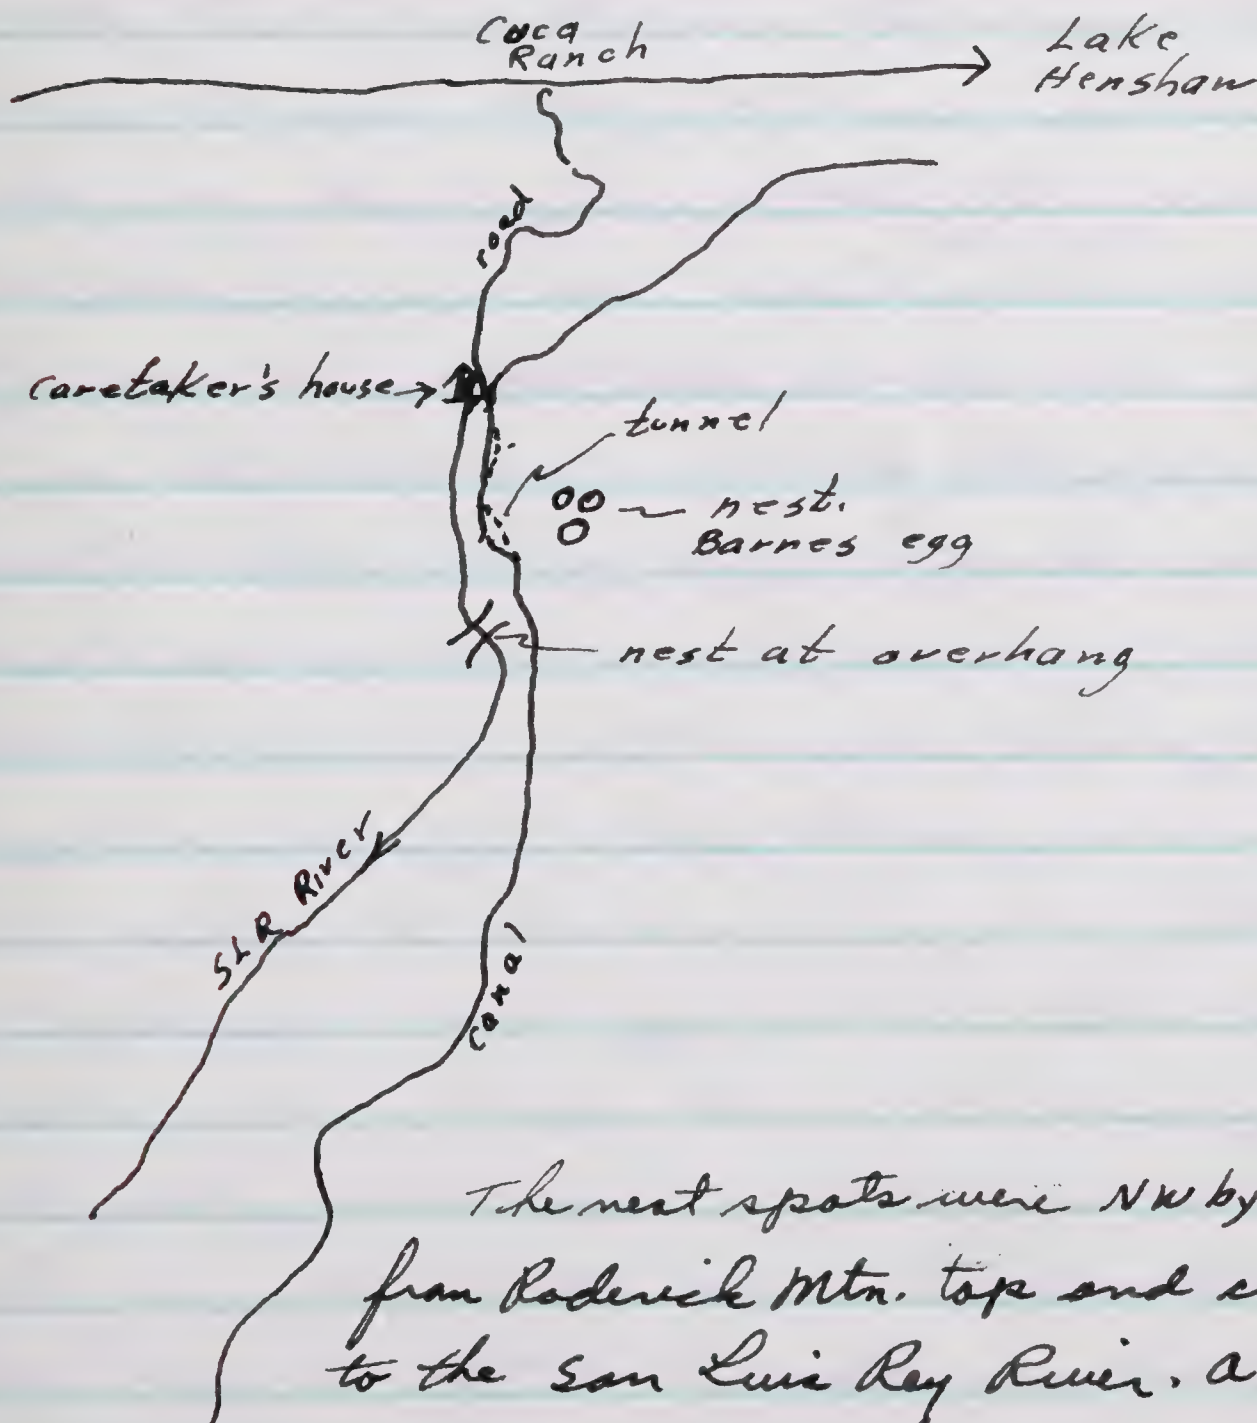 Cuca
Ranch
Lake
Henshaw
road
caretaker's house
tunnel
nest.
Barnes egg
nest at overhang
SLR River
canal
The nest spots were NW by
from Roderick Mtn. top and c
to the San Luis Rey River. A